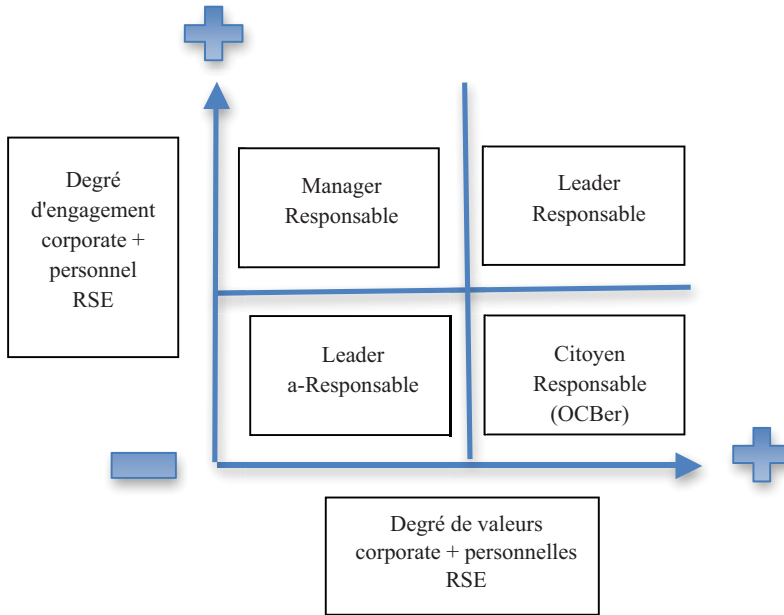 Degré
d'engagement
corporate +
personnel
RSE
Manager
Responsable
Leader
Responsable
Leader
a-Responsable
Citoyen
Responsable
(OCBer)
Degré de valeurs
corporate + personnelles
RSE